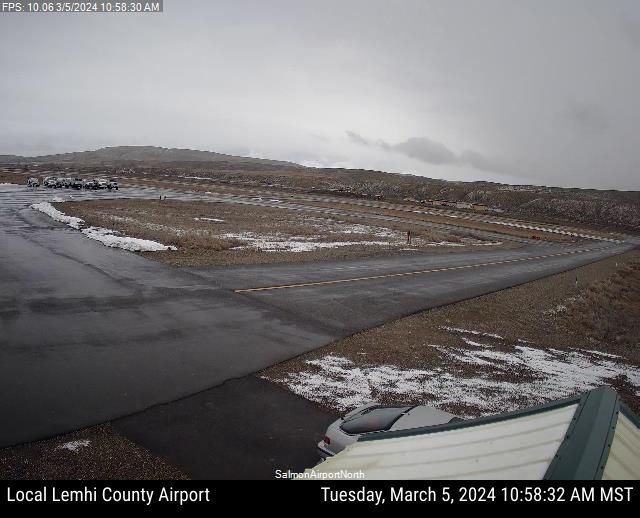 FPS: 10.06 3/5/2024 10:58:30 AM
SalmonAirportNorth
Local Lemhi County Airport Tuesday, March 5, 2024 10:58:32 AM MST